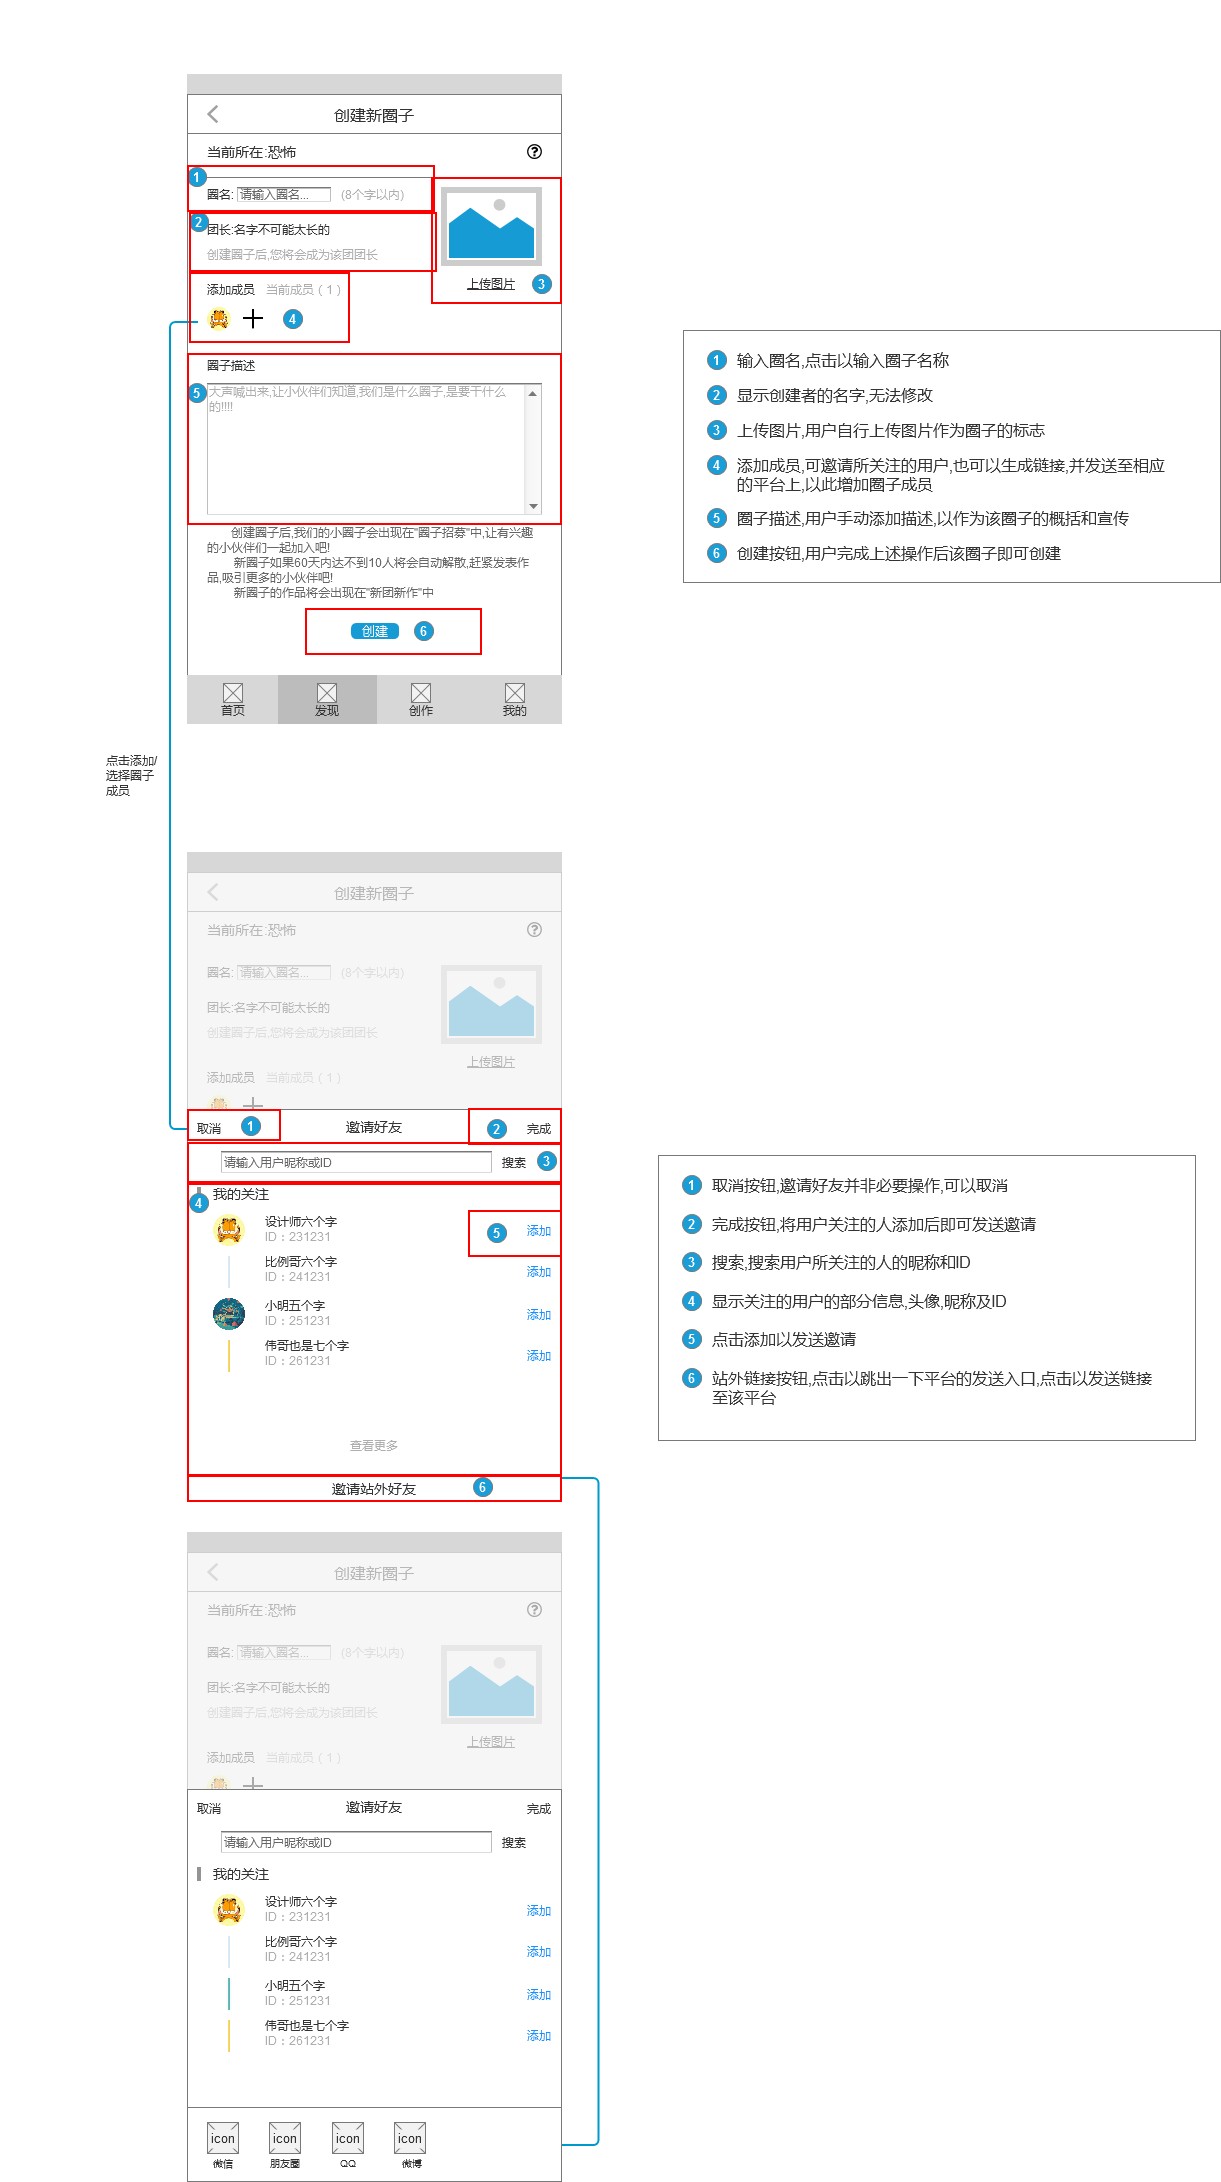 创建新圈子
当前所在:恐怖
?
1
圈名: 请输入圈名... (8个字以内)
2
团长:名字不可能太长的
创建圈子后,您将会成为该团团长
上传图片 3
添加成员 当前成员（1）
4
圈子描述
5
大声喊出来,让小伙伴们知道,我们是什么圈子,是要干什么
的!!!!
创建圈子后,我们的小圈子会出现在"圈子招募"中,让有兴趣
的小伙伴们一起加入吧!
新圈子如果60天内达不到10人将会自动解散,赶紧发表作
品,吸引更多的小伙伴吧!
新圈子的作品将会出现在"新团新作"中
创建 6
首页 发现 创作 我的
1 输入圈名,点击以输入圈子名称
2 显示创建者的名字,无法修改
3 上传图片,用户自行上传图片作为圈子的标志
4 添加成员,可邀请所关注的用户,也可以生成链接,并发送至相应
的平台上,以此增加圈子成员
5 圈子描述,用户手动添加描述,以作为该圈子的概括和宣传
6 创建按钮,用户完成上述操作后该圈子即可创建
点击添加/
选择圈子
成员
创建新圈子
当前所在:恐怖
?
圈名: 请输入圈名... (8个字以内)
团长:名字不可能太长的
创建圈子后,您将会成为该团团长
上传图片
添加成员 当前成员（1）
取消 1 邀请好友 2 完成
请输入用户昵称或ID 搜索 3
4 我的关注
设计师六个字
ID：231231
5 添加
比例哥六个字
ID：241231
添加
小明五个字
ID：251231
添加
伟哥也是七个字
ID：261231
添加
查看更多
邀请站外好友 6
1 取消按钮,邀请好友并非必要操作,可以取消
2 完成按钮,将用户关注的人添加后即可发送邀请
3 搜索,搜索用户所关注的人的昵称和ID
4 显示关注的用户的部分信息,头像,昵称及ID
5 点击添加以发送邀请
6 站外链接按钮,点击以跳出一下平台的发送入口,点击以发送链接
至该平台
创建新圈子
当前所在:恐怖
?
圈名: 请输入圈名... (8个字以内)
团长:名字不可能太长的
创建圈子后,您将会成为该团团长
上传图片
添加成员 当前成员（1）
取消 邀请好友 完成
请输入用户昵称或ID 搜索
我的关注
设计师六个字
ID：231231
添加
比例哥六个字
ID：241231
添加
小明五个字
ID：251231
添加
伟哥也是七个字
ID：261231
添加
icon icon icon icon
微信 朋友圈 QQ 微博